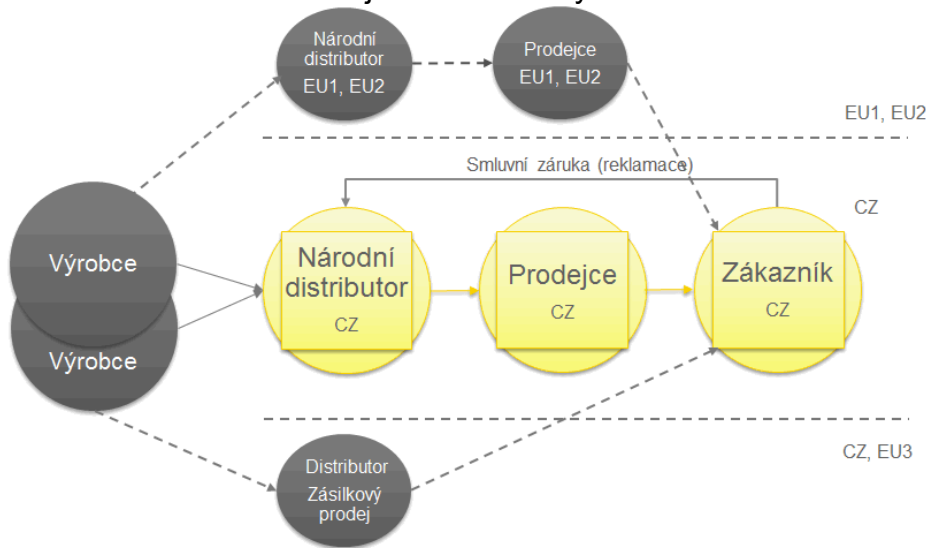 Národní
distributor
EU1, EU2
Prodejce
EU1, EU2
EU1, EU2
Smluvní záruka (reklamace)
CZ
Výrobce
Výrobce
Národní
distributor
CZ
Prodejce
CZ
Zákazník
CZ
CZ, EU3
Distributor
Zásilkový
prodej